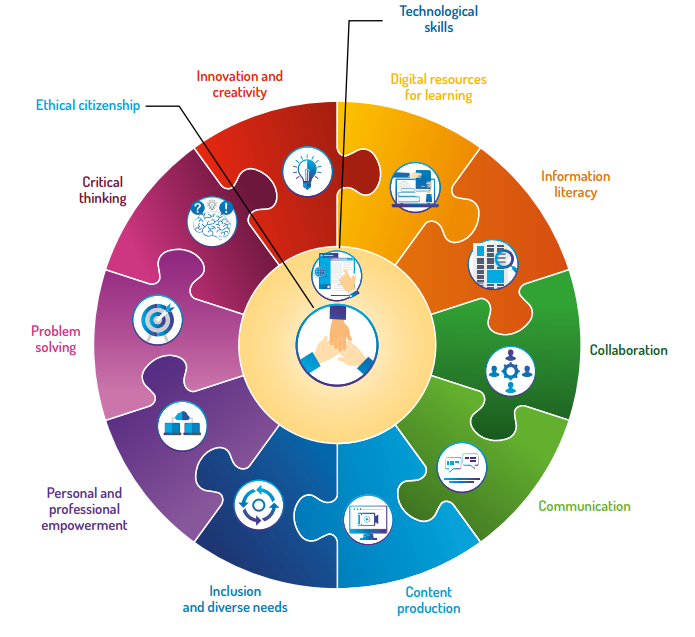 Technological
skills
Innovation and
creativity
Digital resources
for learning
Ethical citizenship
Critical
thinking
Information
literacy
Problem
solving
Collaboration
Personal and
professional
empowerment
Communication
Inclusion
and diverse needs
Content
production
? !